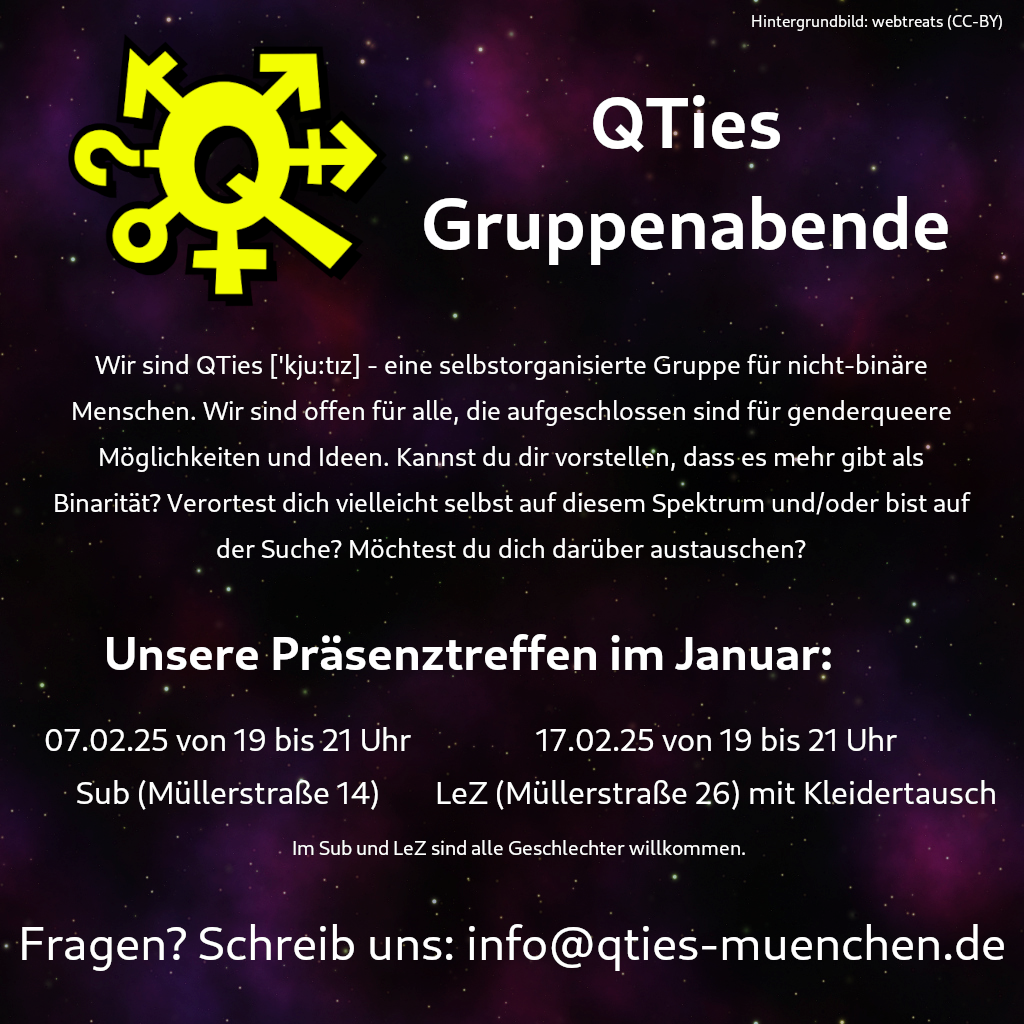 Hintergrundbild: webtreats (CC-BY)
QTies
Gruppenabende
Wir sind QTies ['kju:tɪz] - eine selbstorganisierte Gruppe für nicht-binäre
Menschen. Wir sind offen für alle, die aufgeschlossen sind für genderqueere
Möglichkeiten und Ideen. Kannst du dir vorstellen, dass es mehr gibt als
Binarität? Verortest dich vielleicht selbst auf diesem Spektrum und/oder bist auf
der Suche? Möchtest du dich darüber austauschen?
Unsere Präsenztreffen im Januar:
07.02.25 von 19 bis 21 Uhr
Sub (Müllerstraße 14)
17.02.25 von 19 bis 21 Uhr
LeZ (Müllerstraße 26) mit Kleidertausch
Im Sub und LeZ sind alle Geschlechter willkommen.
Fragen? Schreib uns: info@qties-muenchen.de